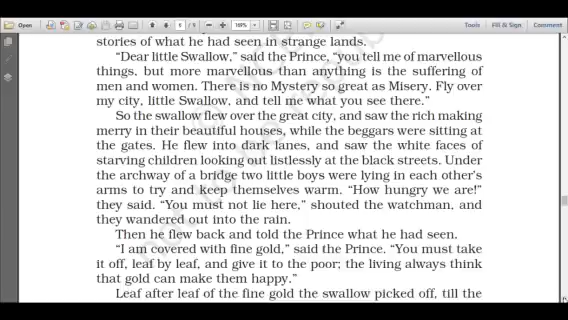 Open
6
/
9
169%
Tools
Fill & Sign
Comment
stories of what he had seen in strange lands.
“Dear little Swallow,” said the Prince, “you tell me of marvellous
things, but more marvellous than anything is the suffering of
men and women. There is no Mystery so great as Misery. Fly over
my city, little Swallow, and tell me what you see there.”
So the swallow flew over the great city, and saw the rich making
merry in their beautiful houses, while the beggars were sitting at
the gates. He flew into dark lanes, and saw the white faces of
starving children looking out listlessly at the black streets. Under
the archway of a bridge two little boys were lying in each other’s
arms to try and keep themselves warm. “How hungry we are!”
they said. “You must not lie here,” shouted the watchman, and
they wandered out into the rain.
Then he flew back and told the Prince what he had seen.
“I am covered with fine gold,” said the Prince. “You must take
it off, leaf by leaf, and give it to the poor; the living always think
that gold can make them happy.”
Leaf after leaf of the fine gold the swallow picked off, till the